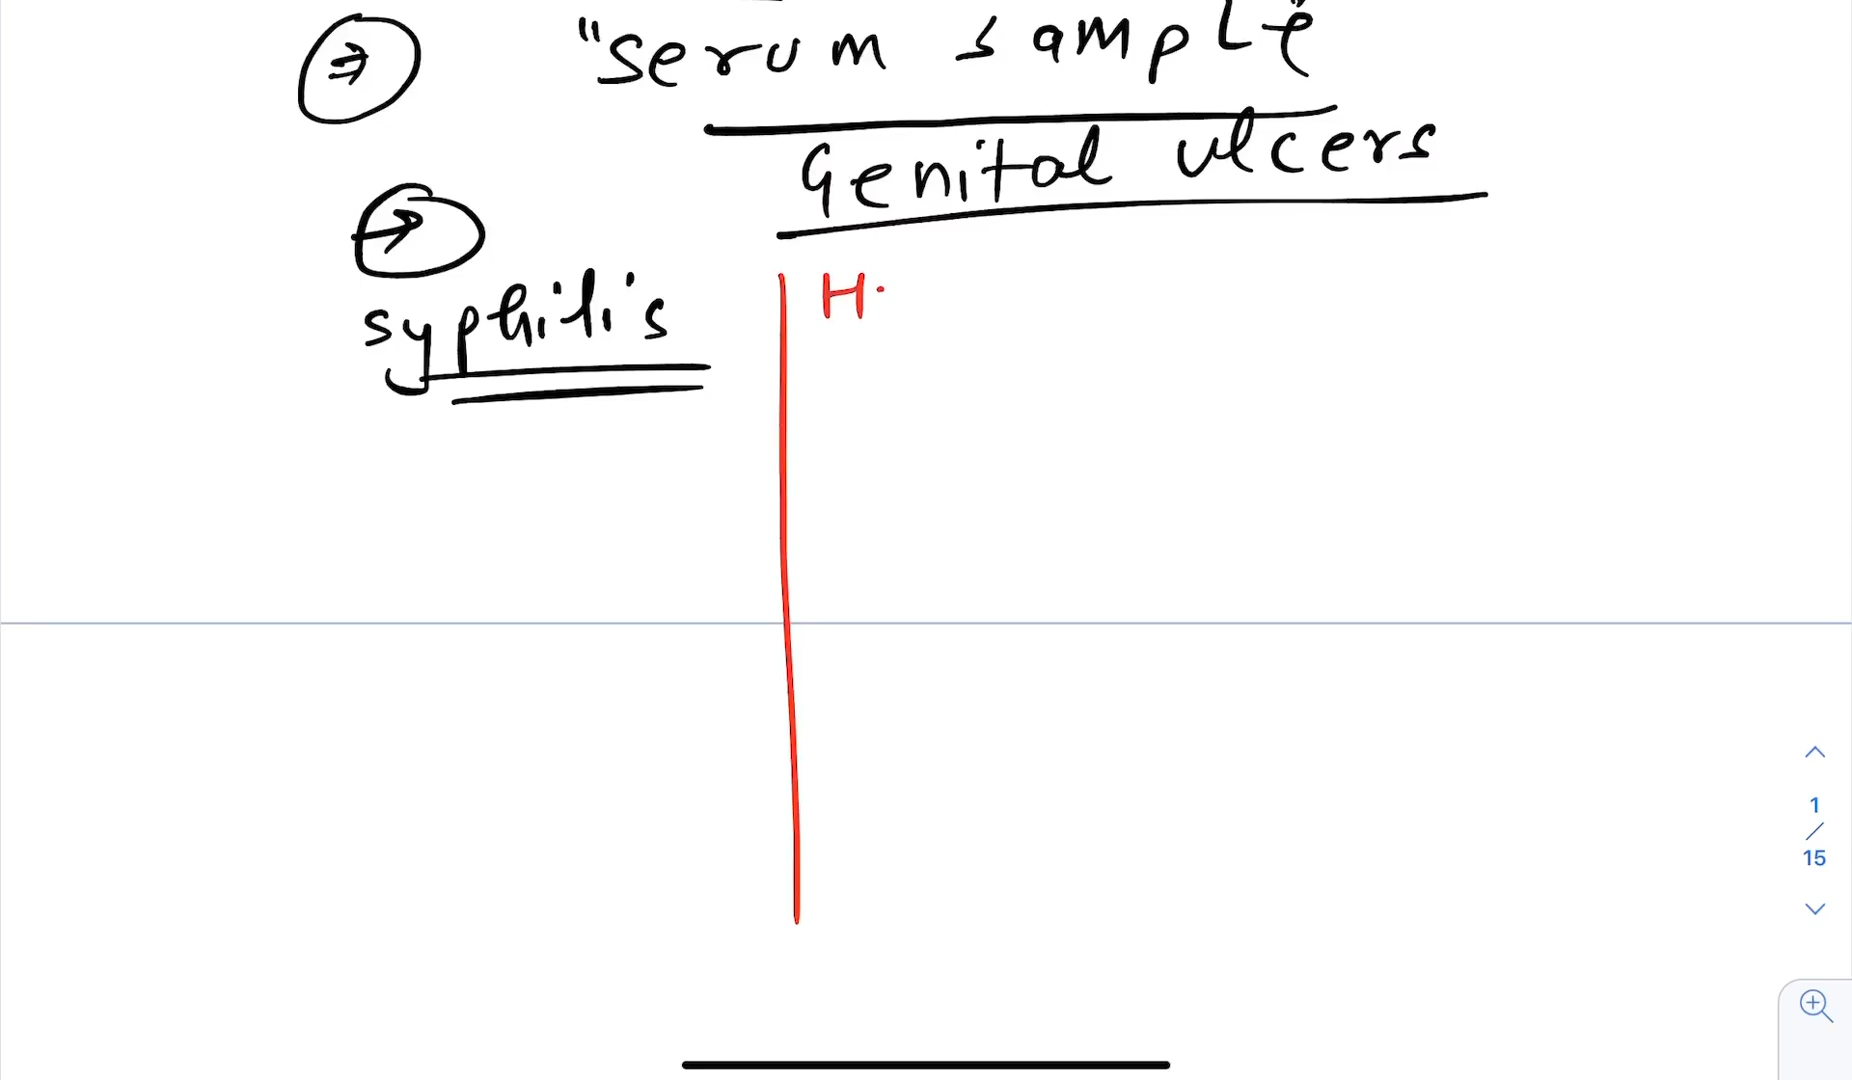 ⇒ "serum sample"
Genital ulcers
→
syphilis
H.
1
/
15